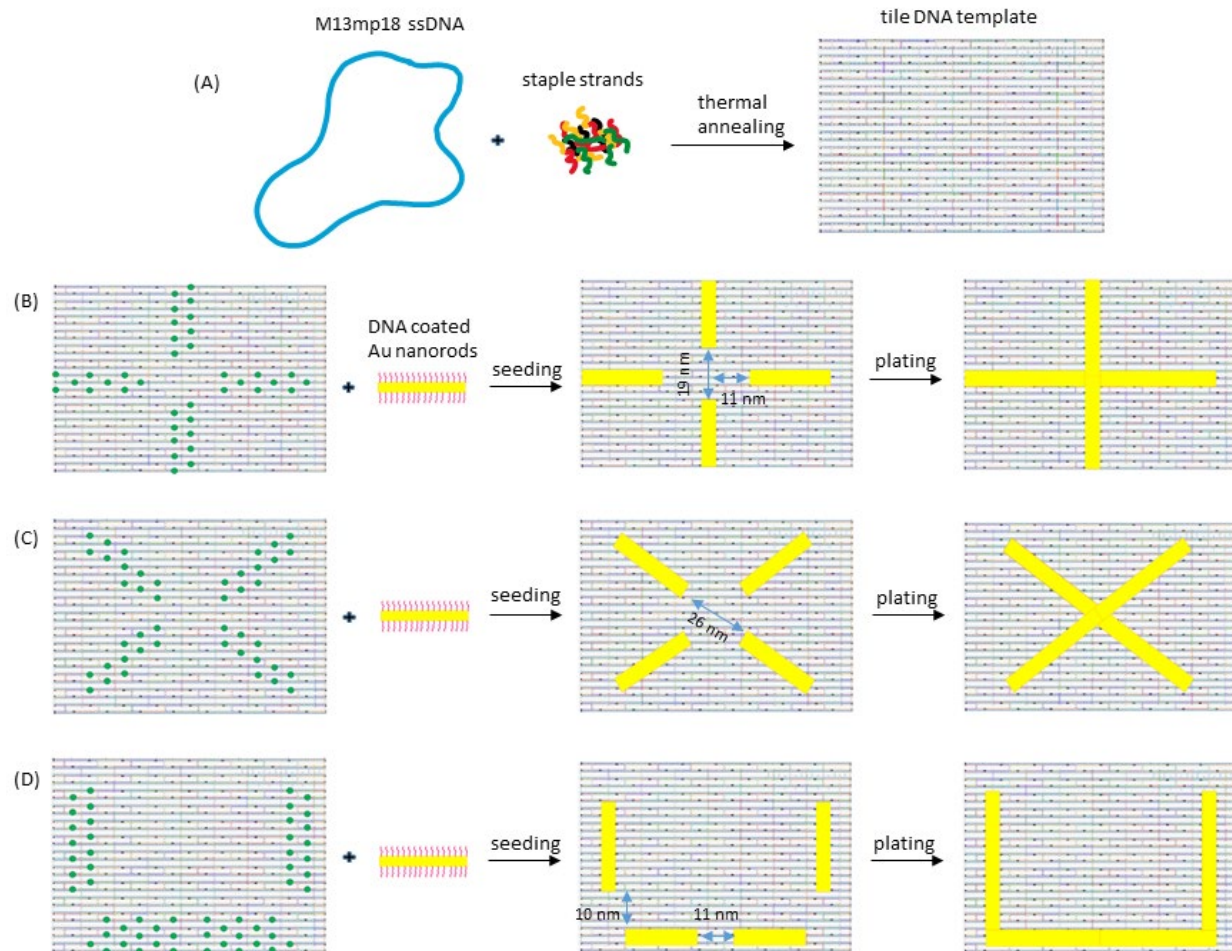 M13mp18 ssDNA
tile DNA template
(A)
staple strands
thermal
annealing
(B)
DNA coated
Au nanorods
seeding
19 nm
11 nm
plating
(C)
seeding
26 nm
plating
(D)
seeding
10 nm
11 nm
plating